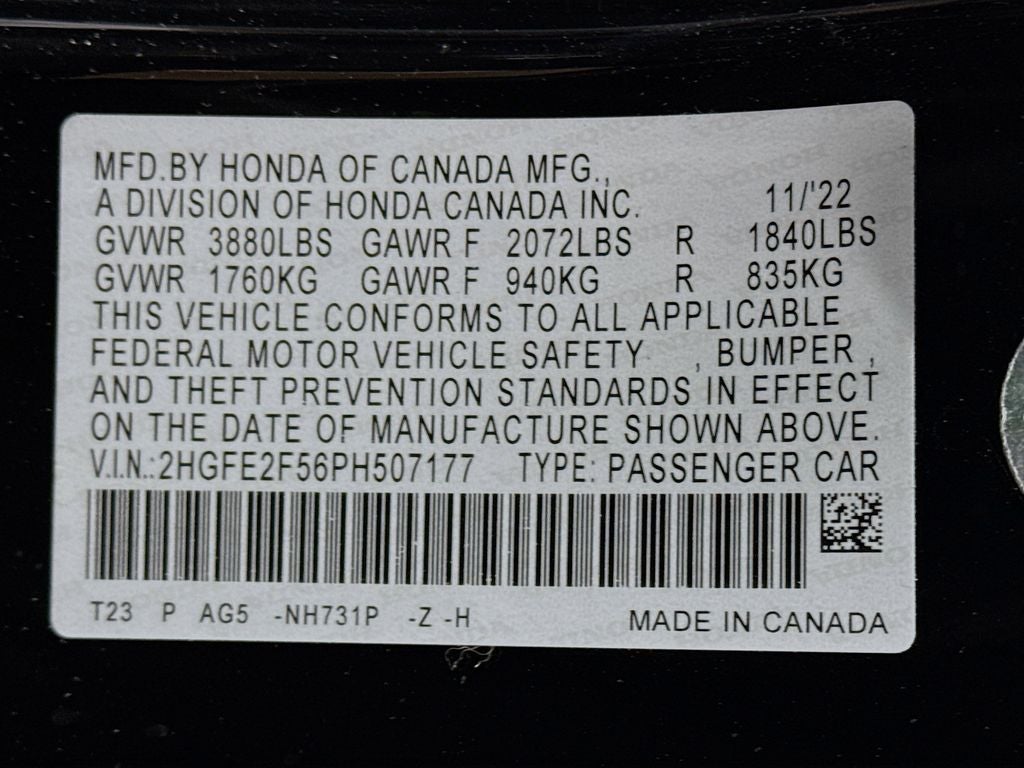 MFD.BY HONDA OF CANADA MFG.,
A DIVISION OF HONDA CANADA INC. 11/'22
GVWR 3880LBS GAWR F 2072LBS R 1840LBS
GVWR 1760KG GAWR F 940KG R 835KG
THIS VEHICLE CONFORMS TO ALL APPLICABLE
FEDERAL MOTOR VEHICLE SAFETY , BUMPER ,
AND THEFT PREVENTION STANDARDS IN EFFECT
ON THE DATE OF MANUFACTURE SHOWN ABOVE.
V.I.N.:2HGFE2F56PH507177 TYPE: PASSENGER CAR
T23 P AG5 -NH731P -Z -H MADE IN CANADA